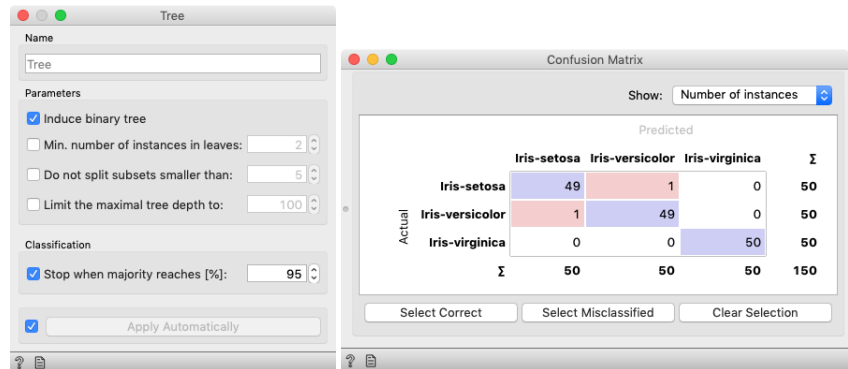 Tree
Name
Tree
Parameters
Induce binary tree
Min. number of instances in leaves: 2
Do not split subsets smaller than: 5
Limit the maximal tree depth to: 100
Classification
Stop when majority reaches [%]: 95
Apply Automatically
?
Confusion Matrix
Show: Number of instances
Predicted
Iris-setosa Iris-versicolor Iris-virginica Σ
Iris-setosa 49 1 0 50
Actual
Iris-versicolor 1 49 0 50
Iris-virginica 0 0 50 50
Σ 50 50 50 150
Select Correct Select Misclassified Clear Selection
?